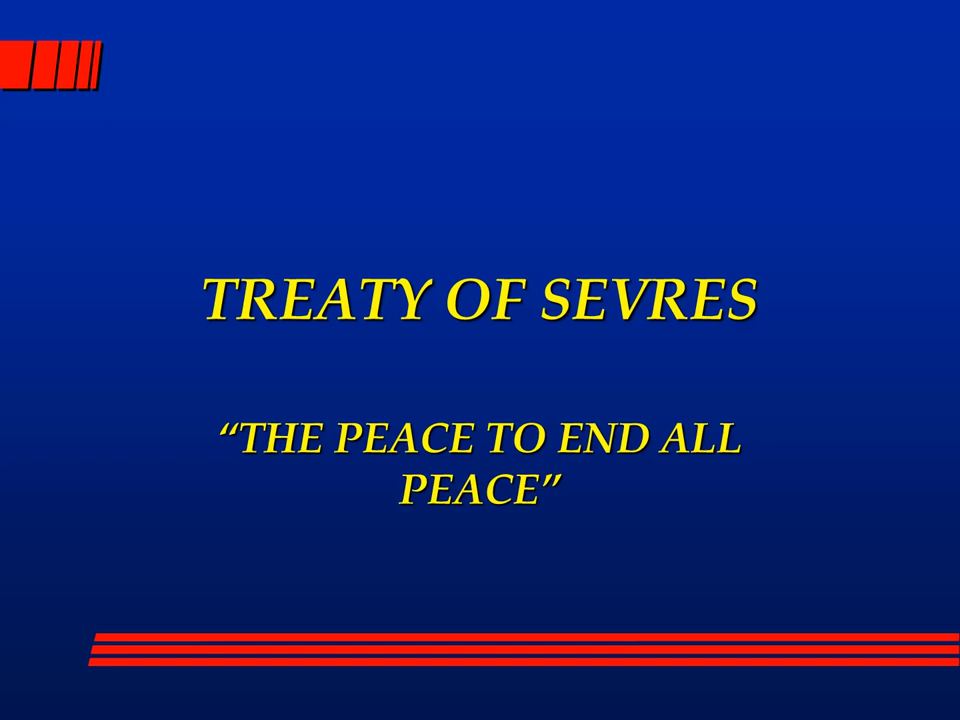 TREATY OF SEVRES
“THE PEACE TO END ALL
PEACE”